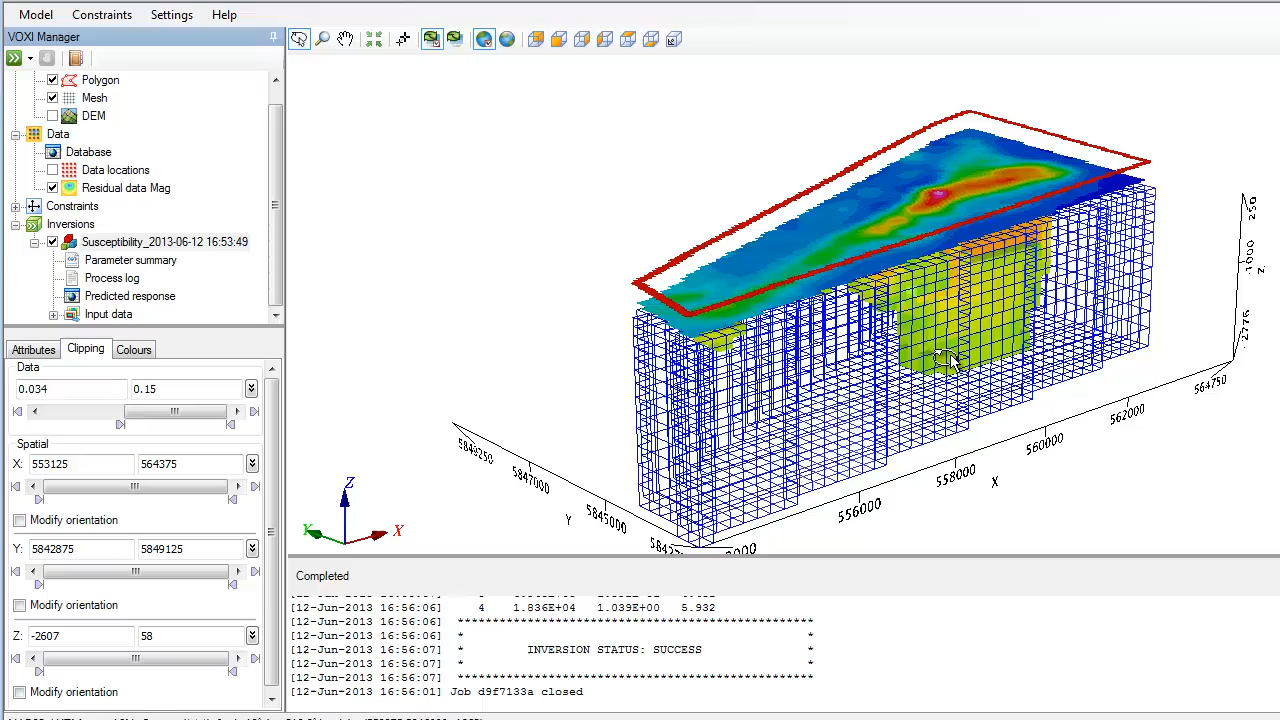 Model Constraints Settings Help
VOXI Manager
Polygon
Mesh
DEM
Data
Database
Data locations
Residual data Mag
Constraints
Inversions
Susceptibility_2013-06-12 16:53:49
Parameter summary
Process log
Predicted response
Input data
Attributes Clipping Colours
Data
0.034 0.15
Spatial
X: 553125 564375
Modify orientation
Y: 5842875 5849125
Modify orientation
Z: -2607 58
Modify orientation
250
Z
564750
562000
560000
X
558000
556000
5849250
5847000
5845000
Y
Z
Y
X
Completed
[12-Jun-2013 16:56:06] 4 1.836E+04 1.039E+00 5.932
[12-Jun-2013 16:56:06] ************************************************
[12-Jun-2013 16:56:06] * *
[12-Jun-2013 16:56:07] * INVERSION STATUS: SUCCESS *
[12-Jun-2013 16:56:07] * *
[12-Jun-2013 16:56:07] ************************************************
[12-Jun-2013 16:56:01] Job d9f7133a closed